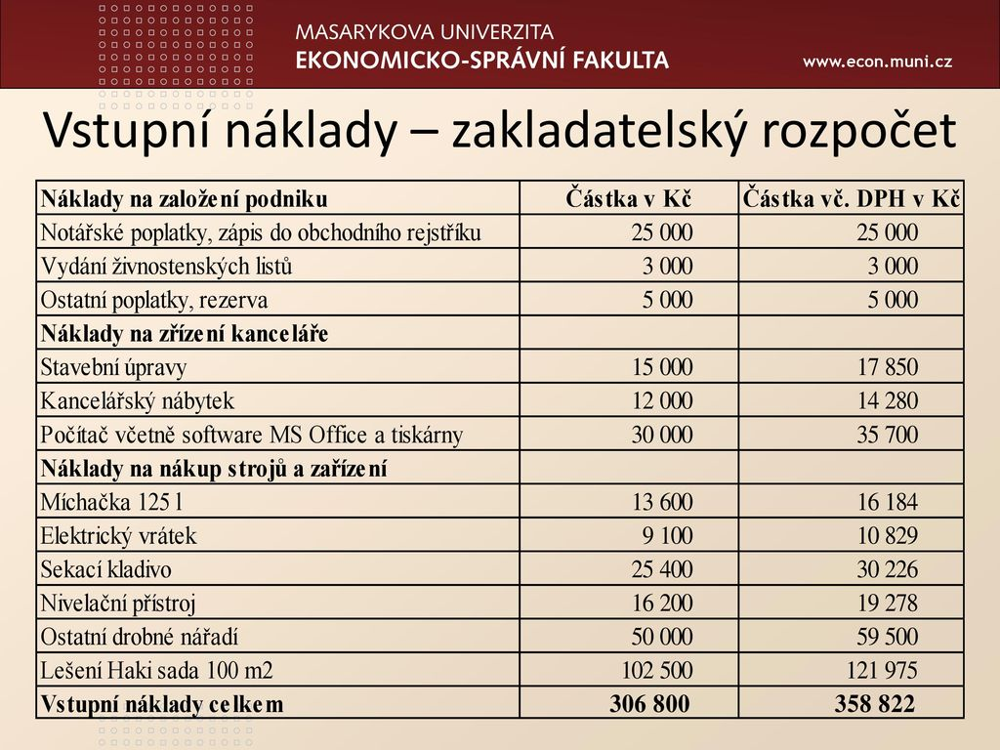 MASARYKOVA UNIVERZITA
EKONOMICKO-SPRÁVNÍ FAKULTA
www.econ.muni.cz
Vstupní náklady – zakladatelský rozpočet
Náklady na založení podniku Částka v Kč Částka vč. DPH v Kč
Notářské poplatky, zápis do obchodního rejstříku 25 000 25 000
Vydání živnostenských listů 3 000 3 000
Ostatní poplatky, rezerva 5 000 5 000
Náklady na zřízení kanceláře
Stavební úpravy 15 000 17 850
Kancelářský nábytek 12 000 14 280
Počítač včetně software MS Office a tiskárny 30 000 35 700
Náklady na nákup strojů a zařízení
Míchačka 125 l 13 600 16 184
Elektrický vrátek 9 100 10 829
Sekací kladivo 25 400 30 226
Nivelační přístroj 16 200 19 278
Ostatní drobné nářadí 50 000 59 500
Lešení Haki sada 100 m2 102 500 121 975
Vstupní náklady celkem 306 800 358 822